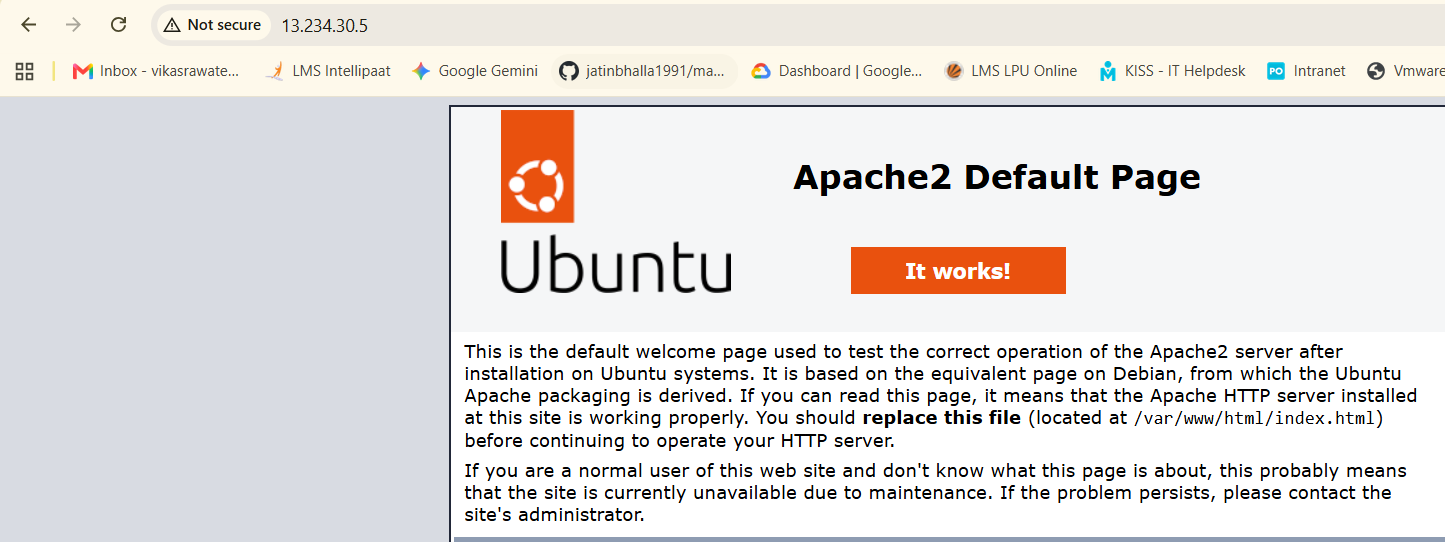 Not secure 13.234.30.5
Inbox - vikasrawate... LMS Intellipaat Google Gemini jatinbhalla1991/ma... Dashboard | Google... LMS LPU Online KISS - IT Helpdesk PO Intranet Vmware
Apache2 Default Page
Ubuntu
It works!
This is the default welcome page used to test the correct operation of the Apache2 server after
installation on Ubuntu systems. It is based on the equivalent page on Debian, from which the Ubuntu
Apache packaging is derived. If you can read this page, it means that the Apache HTTP server installed
at this site is working properly. You should replace this file (located at /var/www/html/index.html)
before continuing to operate your HTTP server.
If you are a normal user of this web site and don't know what this page is about, this probably means
that the site is currently unavailable due to maintenance. If the problem persists, please contact the
site's administrator.